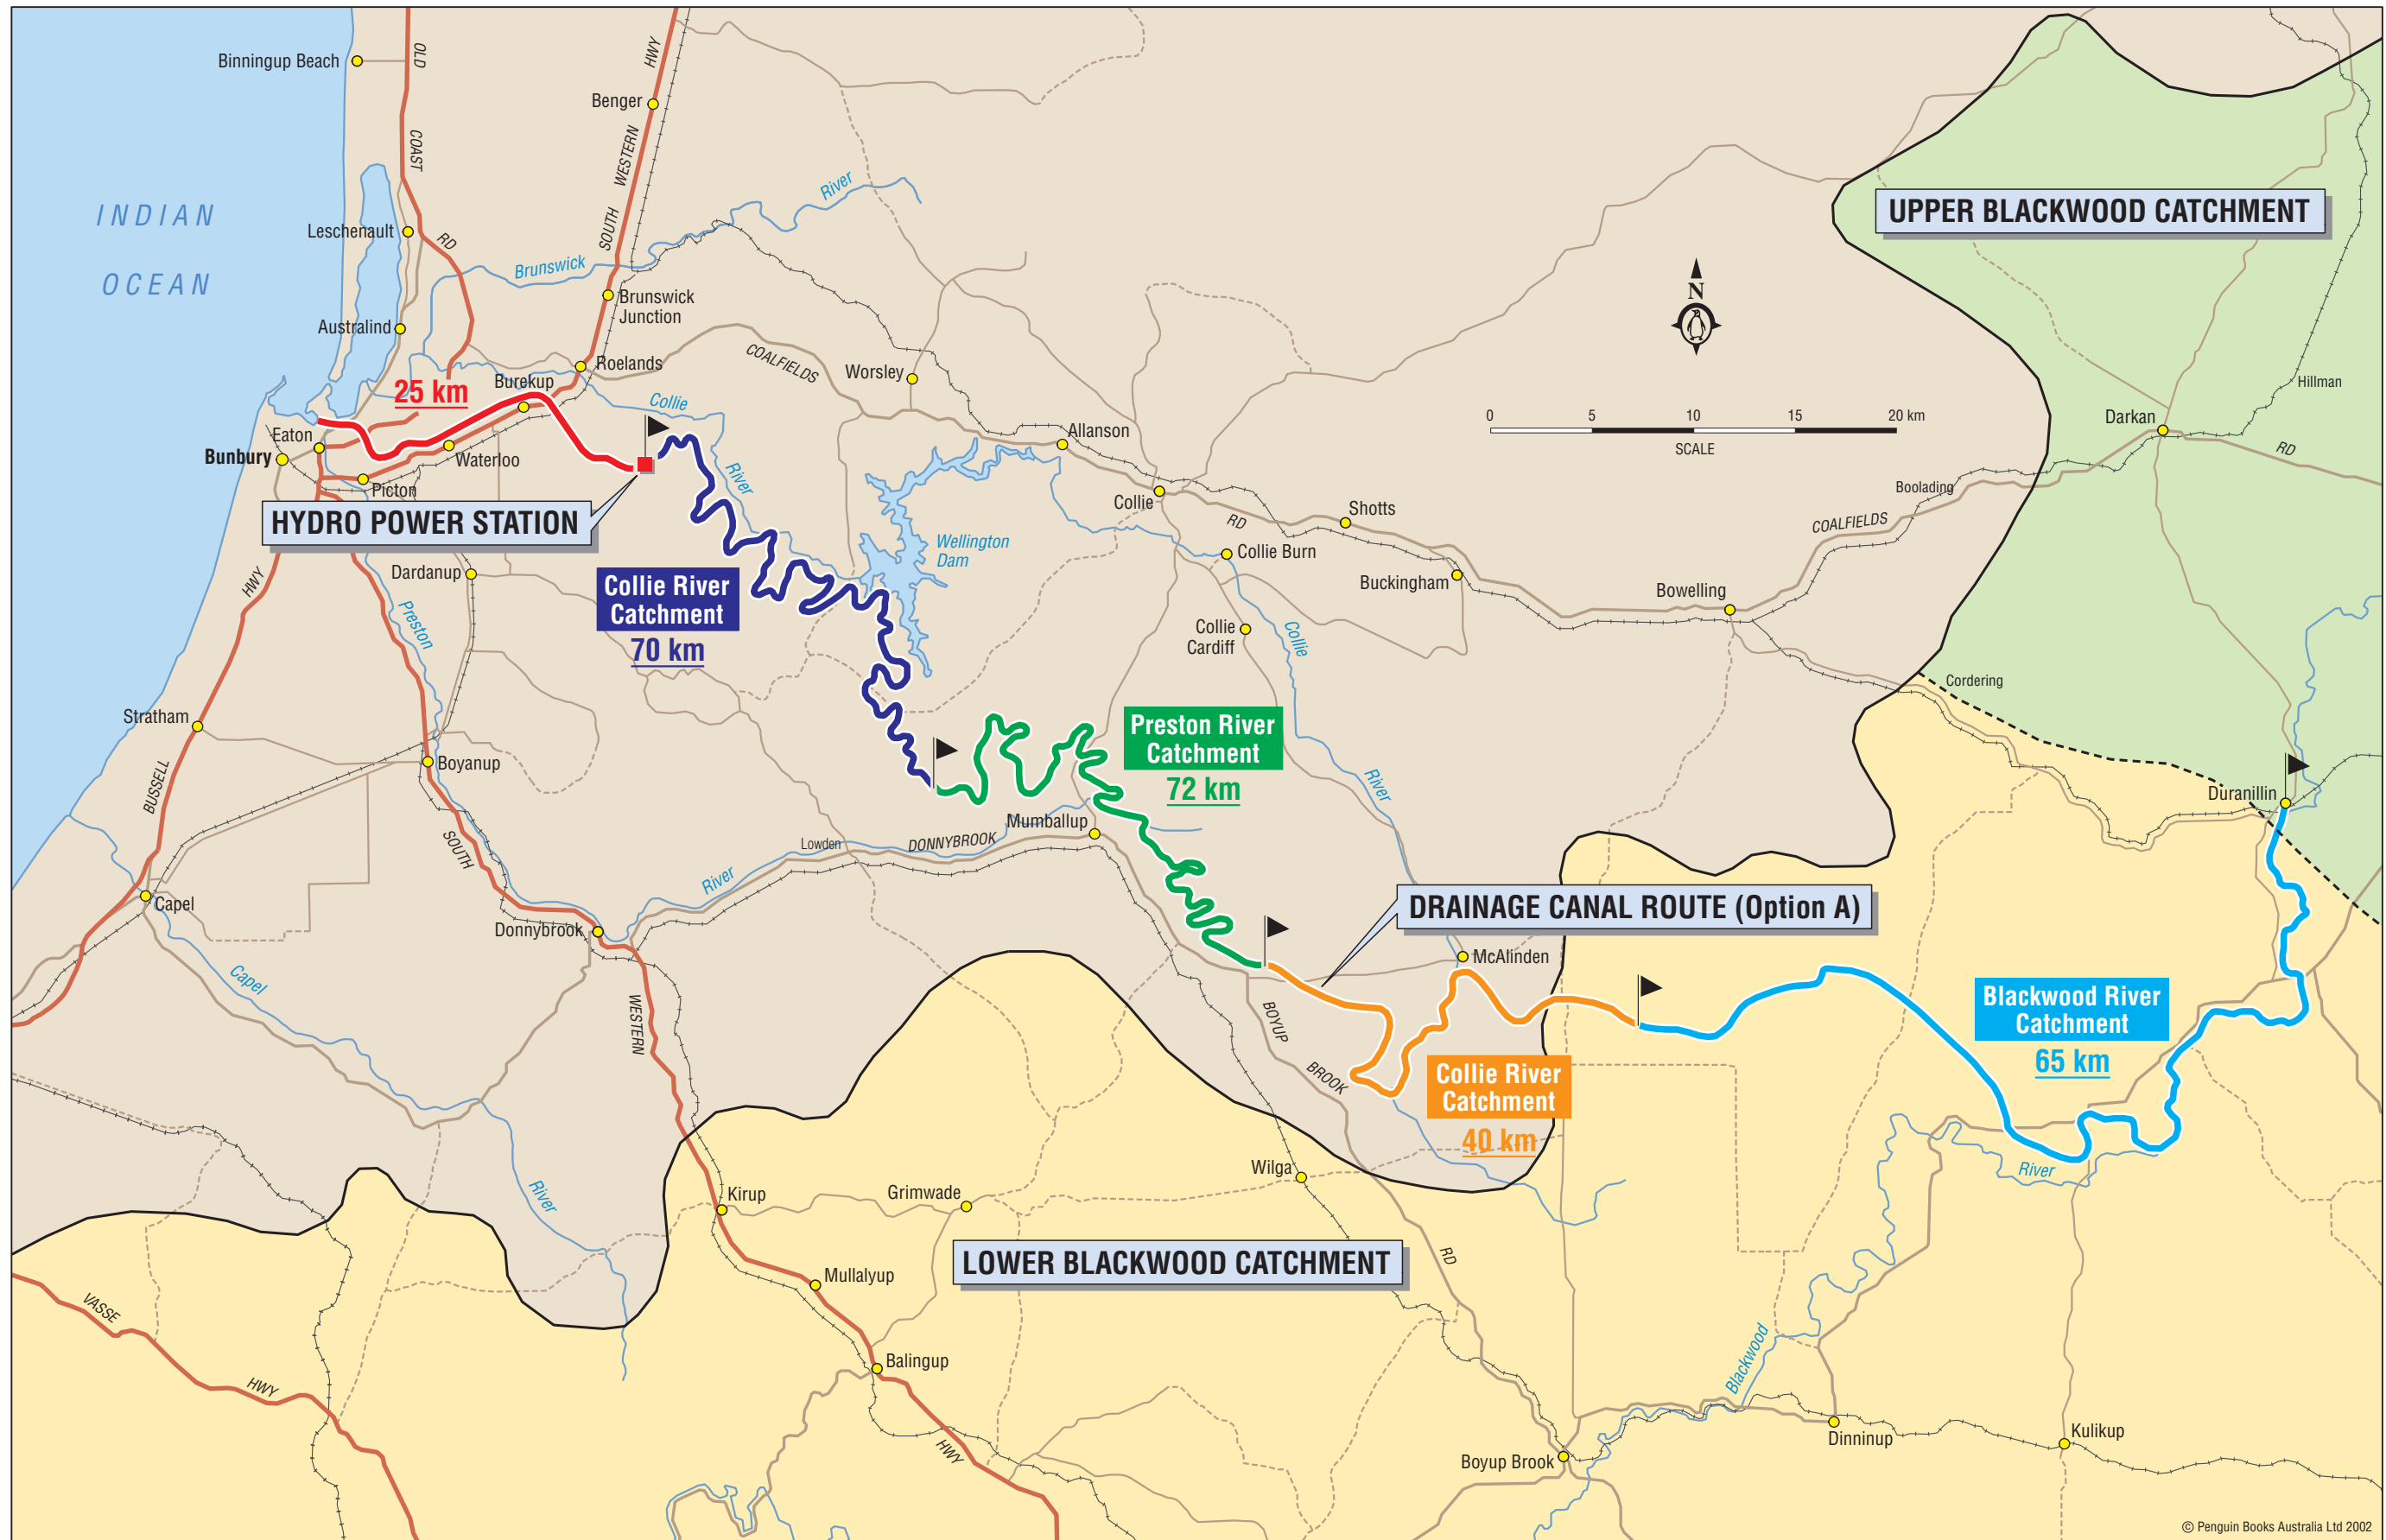 Binningup Beach
OLD
COAST
RD
HWY
Benger
WESTERN
SOUTH
River
INDIAN
OCEAN
Leschenault
Brunswick
Brunswick
Junction
Australind
Roelands
COALFIELDS
Worsley
25 km
Burekup
Collie
River
Eaton
Bunbury
Waterloo
Picton
HYDRO POWER STATION
Allanson
Collie
RD
Shotts
Collie Burn
Buckingham
Bowelling
Wellington
Dam
UPPER BLACKWOOD CATCHMENT
N
0 5 10 15 20 km
SCALE
Hillman
Darkan
RD
Boolading
COALFIELDS
Cordering
HWY
Dardanup
Preston
Collie River
Catchment
70 km
Collie
Cardiff
Collie
River
Stratham
BUSSELL
Boyanup
SOUTH
Preston River
Catchment
72 km
Duranillin
Mumballup
Lowden
DONNYBROOK
River
Capel
Donnybrook
Capel
River
WESTERN
DRAINAGE CANAL ROUTE (Option A)
McAlinden
BOYUP
BROOK
RD
Collie River
Catchment
40 km
Blackwood River
Catchment
65 km
River
Wilga
Kirup
Grimwade
LOWER BLACKWOOD CATCHMENT
Mullalyup
VASSE
HWY
Balingup
HWY
Blackwood
Boyup Brook
Dinninup
Kulikup
© Penguin Books Australia Ltd 2002